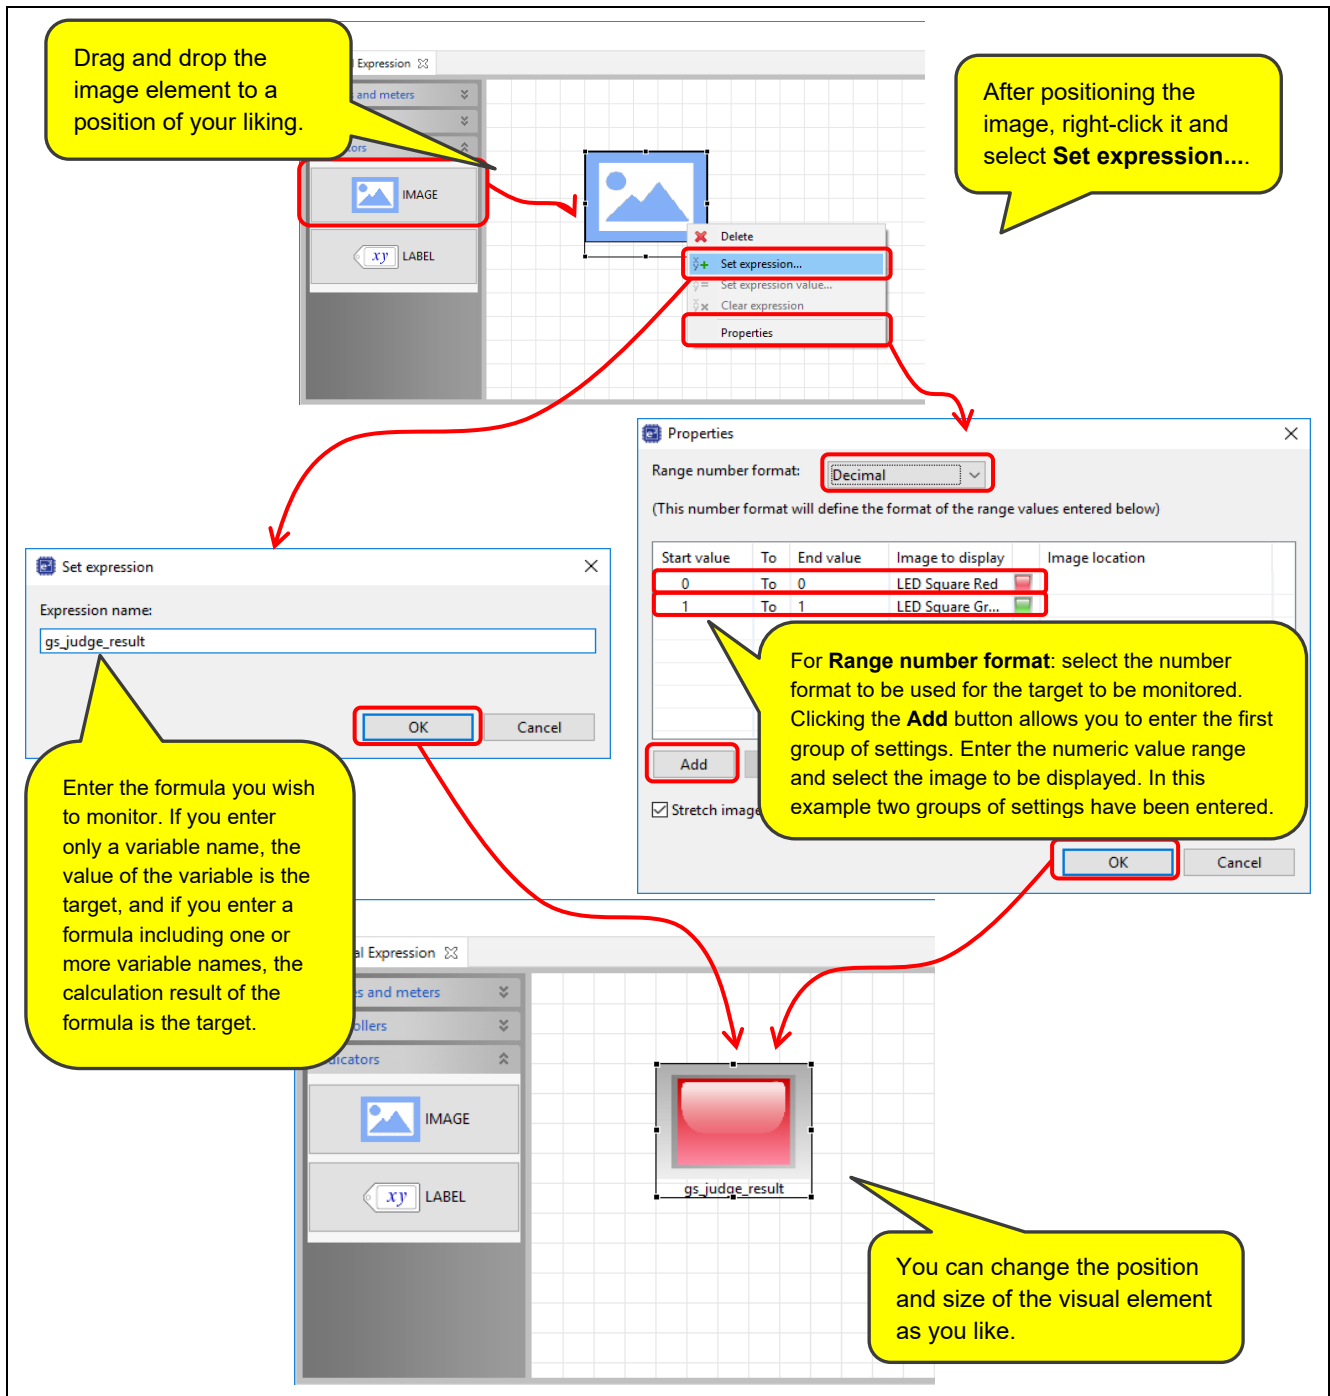 Drag and drop the
image element to a
position of your liking.
Expression
and meters
IMAGE
xy LABEL
After positioning the
image, right-click it and
select Set expression....
Delete
Set expression...
Set expression value...
Clear expression
Properties
Properties
Range number format: Decimal
(This number format will define the format of the range values entered below)
Start value To End value Image to display Image location
0 To 0 LED Square Red
1 To 1 LED Square Gr...
For Range number format: select the number
format to be used for the target to be monitored.
Clicking the Add button allows you to enter the first
group of settings. Enter the numeric value range
and select the image to be displayed. In this
example two groups of settings have been entered.
Add
Stretch
OK Cancel
Set expression
Expression name:
gs_judge_result
OK Cancel
Enter the formula you wish
to monitor. If you enter
only a variable name, the
value of the variable is the
target, and if you enter a
formula including one or
more variable names, the
calculation result of the
formula is the target.
al Expression
and meters
IMAGE
xy LABEL
gs_judge_result
You can change the position
and size of the visual element
as you like.